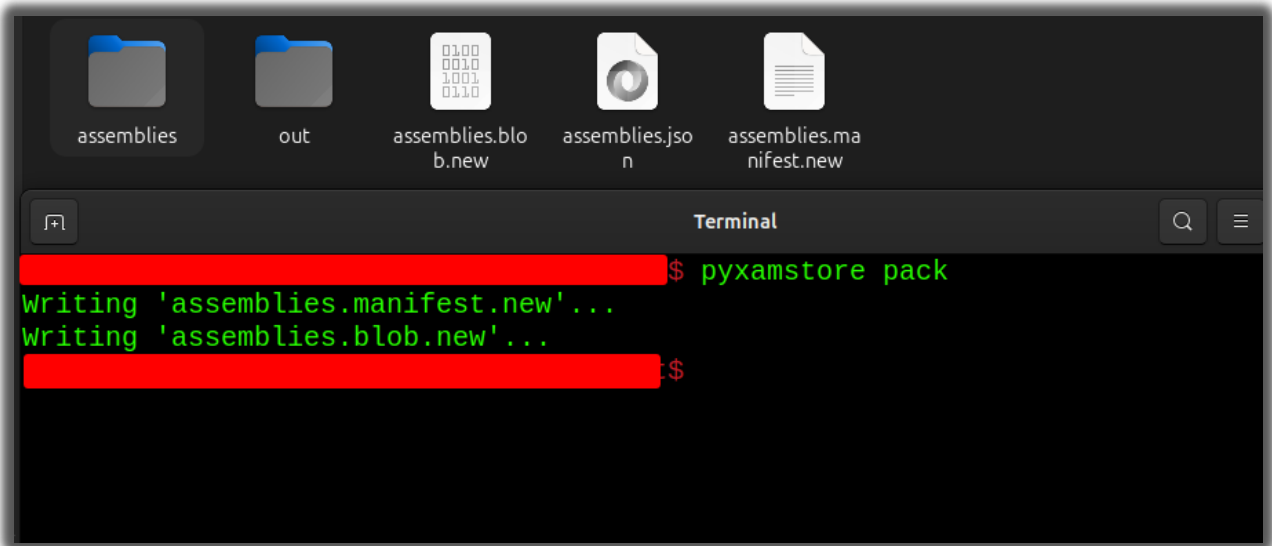 assemblies
out
assemblies.blo
b.new
assemblies.jso
n
assemblies.ma
nifest.new
Terminal
$ pyxamstore pack
Writing 'assemblies.manifest.new'...
Writing 'assemblies.blob.new'...
$